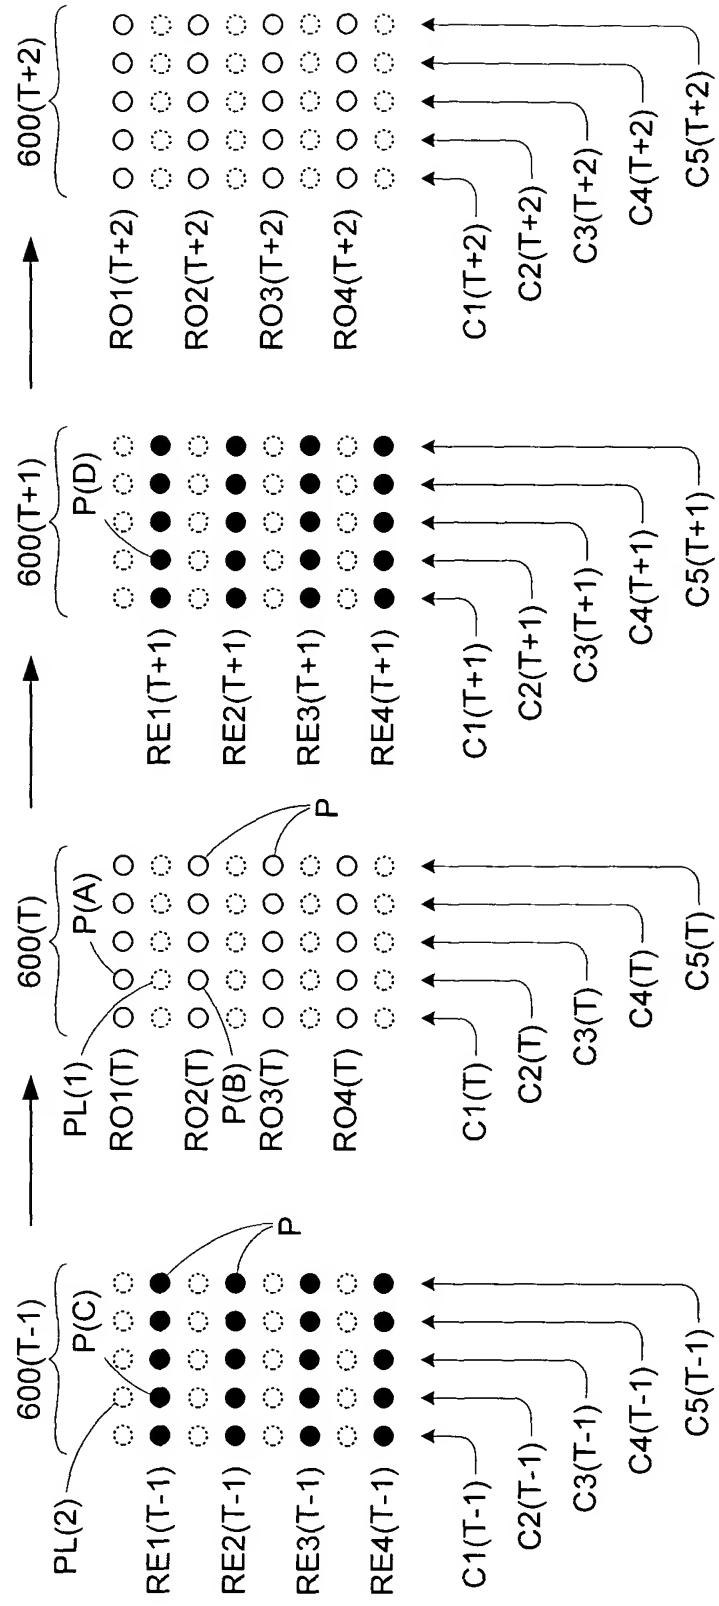 600(T-1)
PL(2)
P(C)
P
RE1(T-1)
RE2(T-1)
RE3(T-1)
RE4(T-1)
C1(T-1)
C2(T-1)
C3(T-1)
C4(T-1)
C5(T-1)
600(T)
P(A)
PL(1)
P(B)
P
RO1(T)
RO2(T)
RO3(T)
RO4(T)
C1(T)
C2(T)
C3(T)
C4(T)
C5(T)
600(T+1)
P(D)
RE1(T+1)
RE2(T+1)
RE3(T+1)
RE4(T+1)
C1(T+1)
C2(T+1)
C3(T+1)
C4(T+1)
C5(T+1)
600(T+2)
RO1(T+2)
RO2(T+2)
RO3(T+2)
RO4(T+2)
C1(T+2)
C2(T+2)
C3(T+2)
C4(T+2)
C5(T+2)